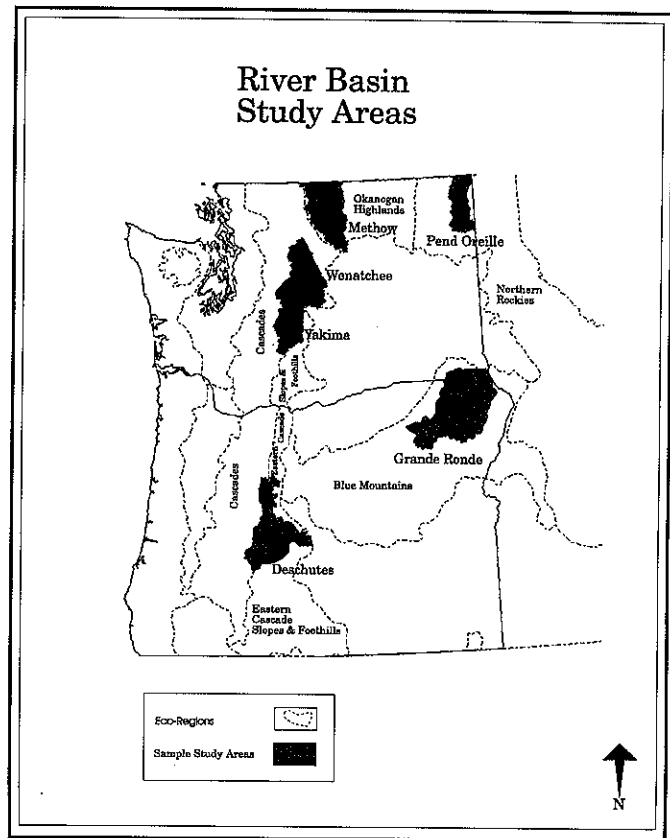 River Basin
Study Areas
Okanogan
Highlands
Methow
Pend Oreille
Wenatchee
Northern
Rockies
Cascades
Yakima
Eastern Cascade Slopes &
Foothills
Grande Ronde
Cascades
Blue Mountains
Deschutes
Eastern
Cascade
Slopes & Foothills
Eco-Regions
Sample Study Areas
N